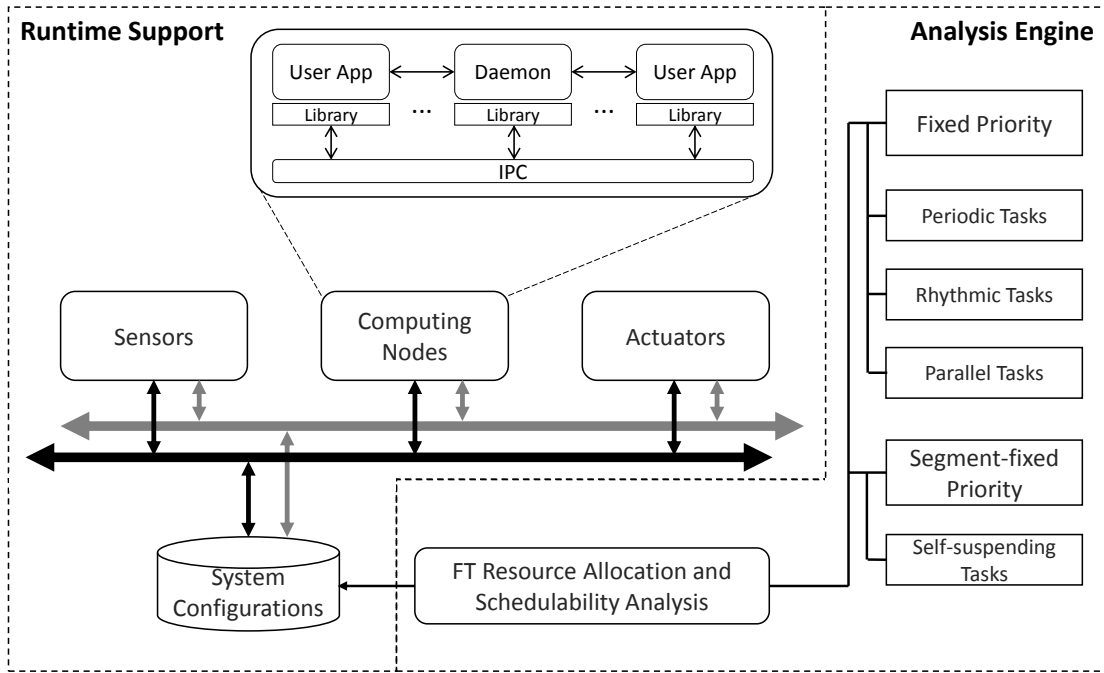 Runtime Support
Analysis Engine
User App
Daemon
User App
Library
...
Library
...
Library
IPC
Sensors
Computing
Nodes
Actuators
System
Configurations
FT Resource Allocation and
Schedulability Analysis
Fixed Priority
Periodic Tasks
Rhythmic Tasks
Parallel Tasks
Segment-fixed
Priority
Self-suspending
Tasks